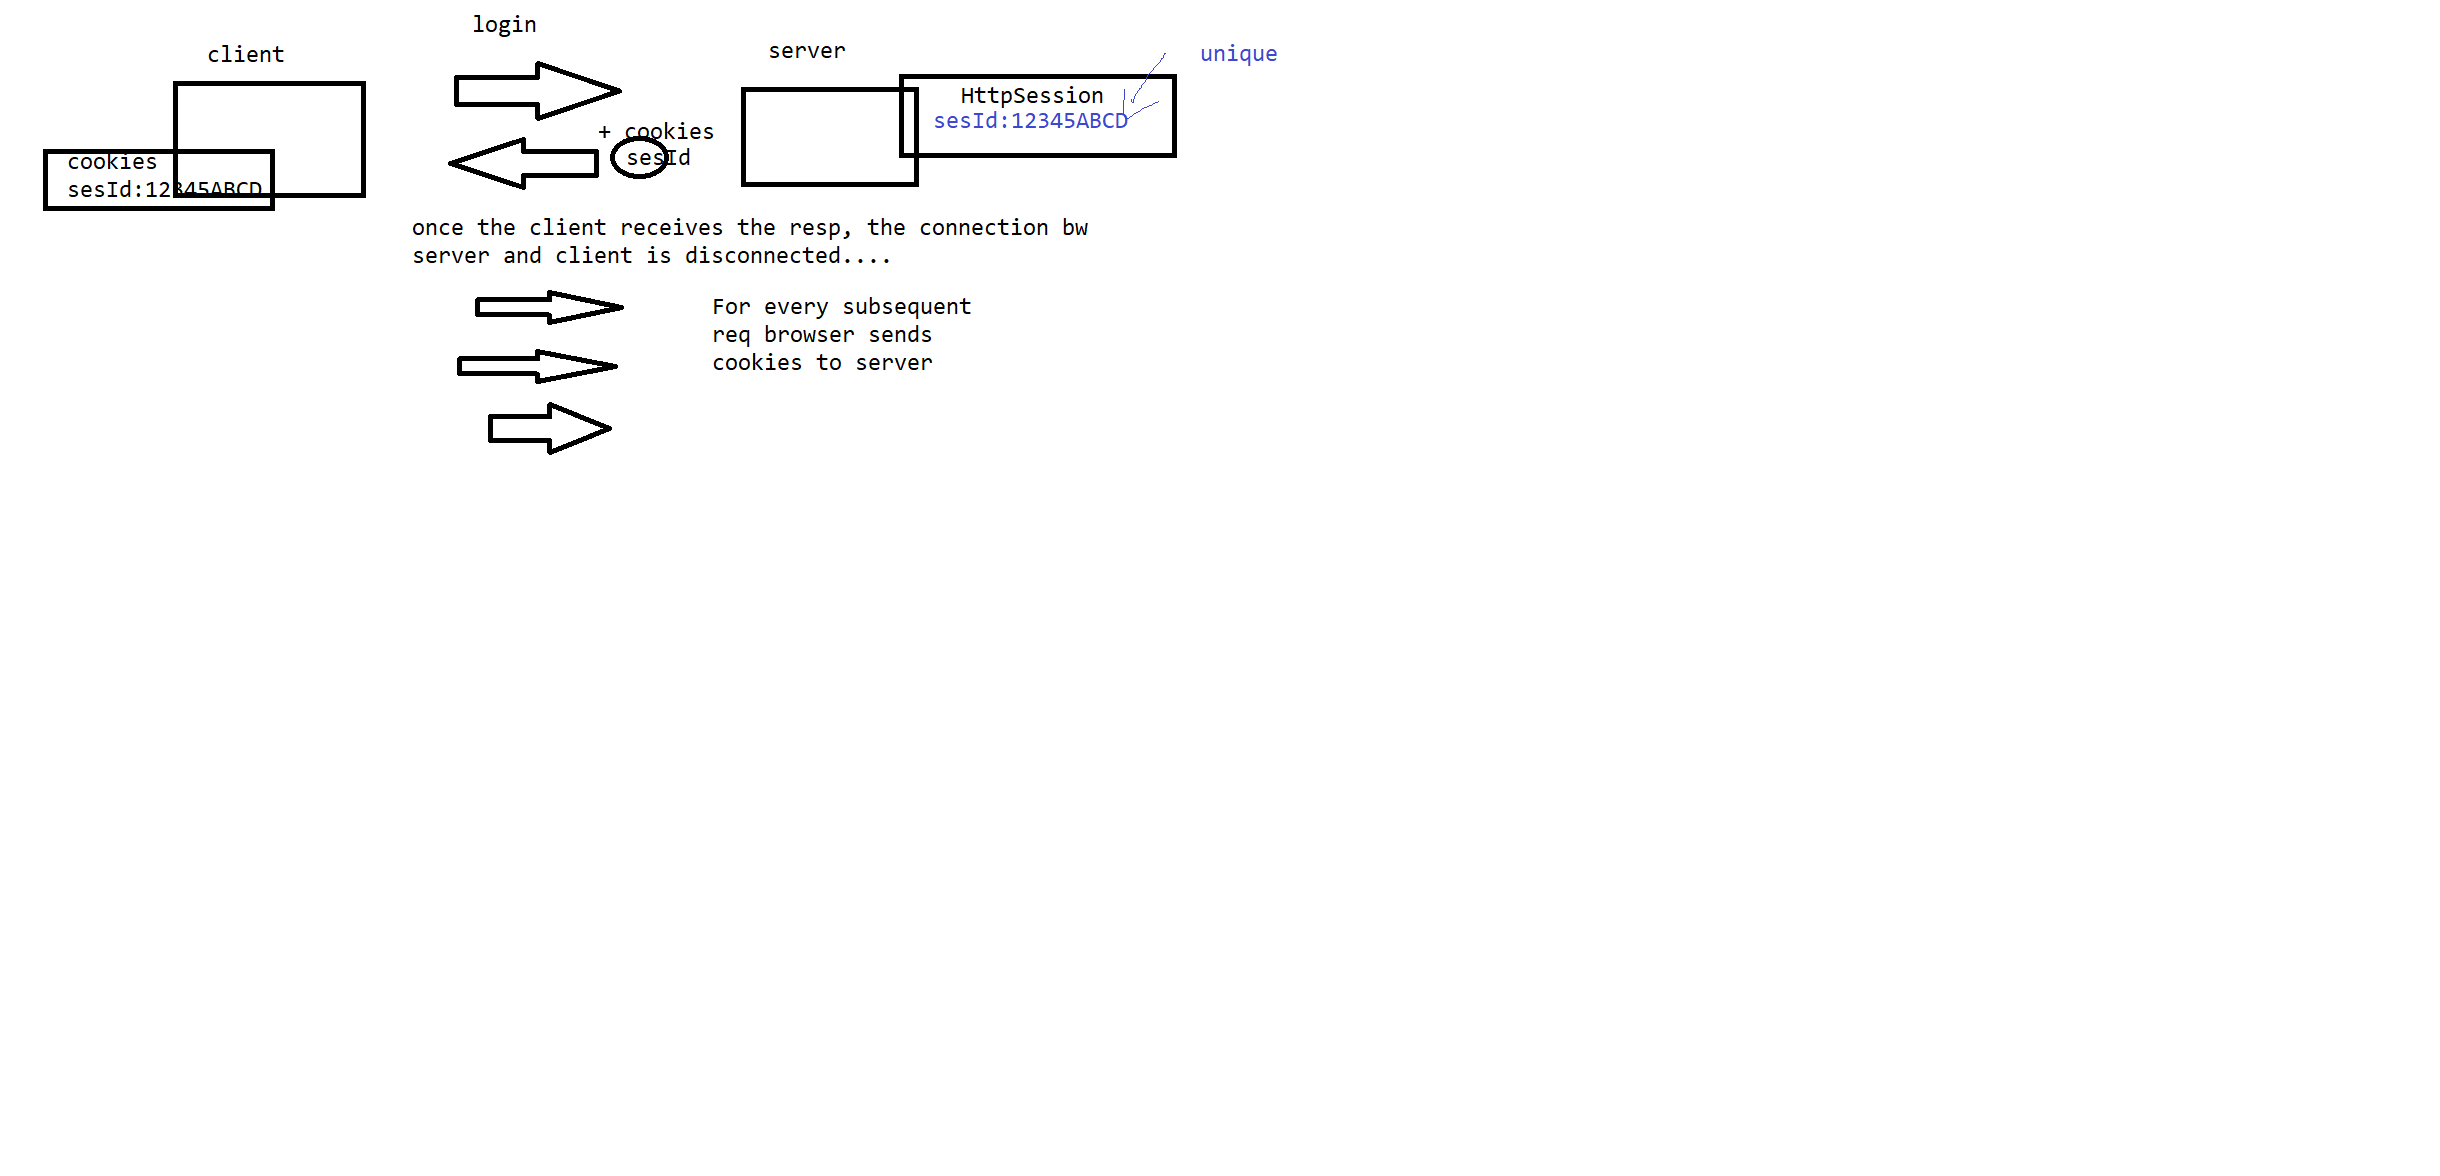 login
client
server
unique
HttpSession
sesId:12345ABCD
+ cookies
sesId
cookies
sesId:12345ABCD
once the client receives the resp, the connection bw
server and client is disconnected....
For every subsequent
req browser sends
cookies to server